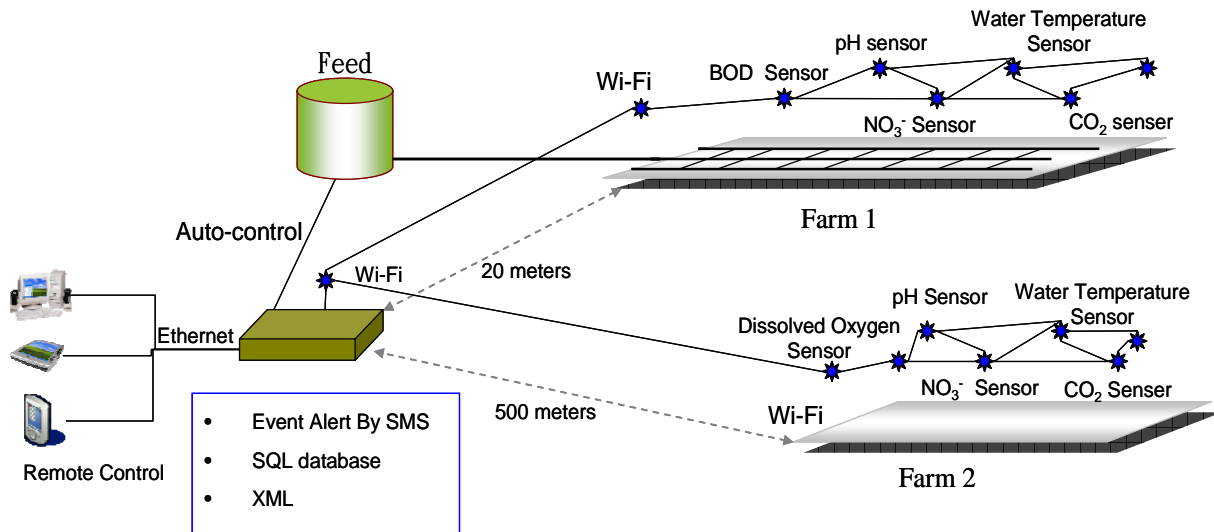 Water Temperature
Sensor
pH sensor
Feed
Wi-Fi
BOD Sensor
NO₃⁻ Sensor
CO₂ senser
Farm 1
Auto-control
Wi-Fi
20 meters
pH Sensor
Water Temperature
Sensor
Dissolved Oxygen
Sensor
Ethernet
NO₃⁻ Sensor
CO₂ Senser
500 meters
Wi-Fi
• Event Alert By SMS
• SQL database
• XML
Remote Control
Farm 2